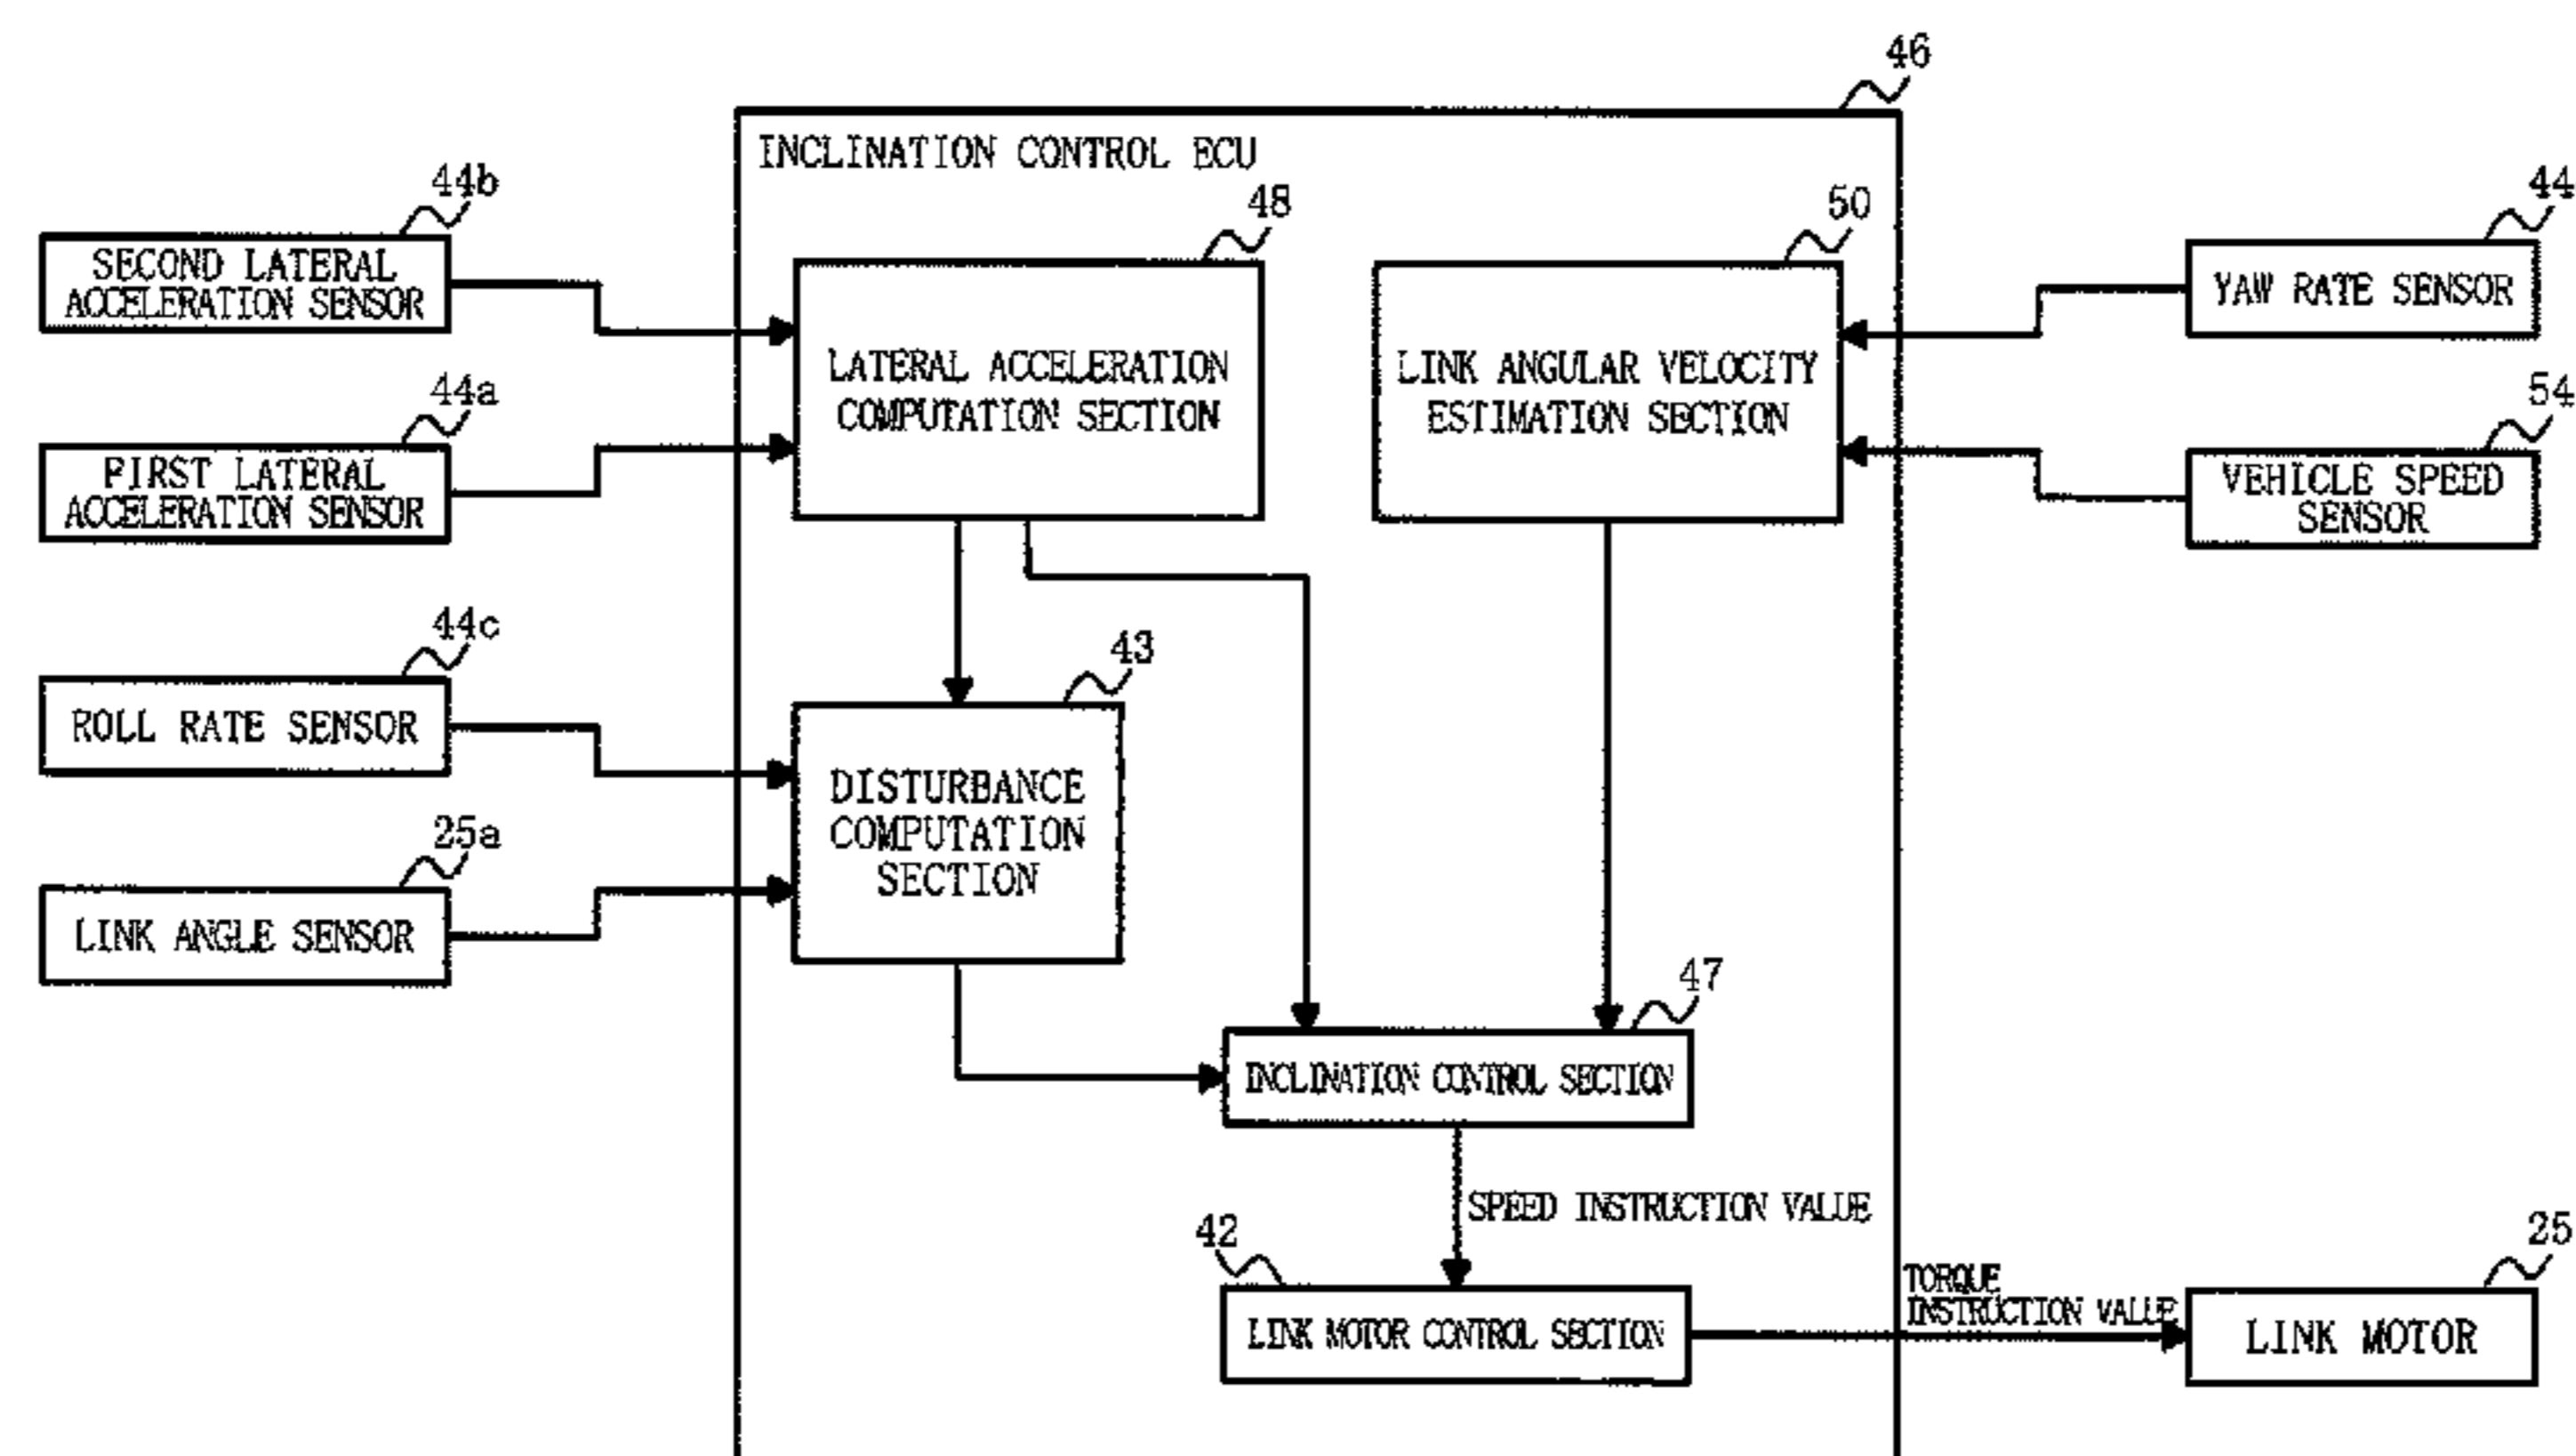 46
INCLINATION CONTROL ECU
44b
SECOND LATERAL
ACCELERATION SENSOR
48
LATERAL ACCELERATION
COMPUTATION SECTION
50
LINK ANGULAR VELOCITY
ESTIMATION SECTION
44
YAW RATE SENSOR
44a
FIRST LATERAL
ACCELERATION SENSOR
54
VEHICLE SPEED
SENSOR
44c
ROLL RATE SENSOR
43
DISTURBANCE
COMPUTATION
SECTION
25a
LINK ANGLE SENSOR
47
INCLINATION CONTROL SECTION
SPEED INSTRUCTION VALUE
42
LINK MOTOR CONTROL SECTION
TORQUE
INSTRUCTION VALUE
25
LINK MOTOR